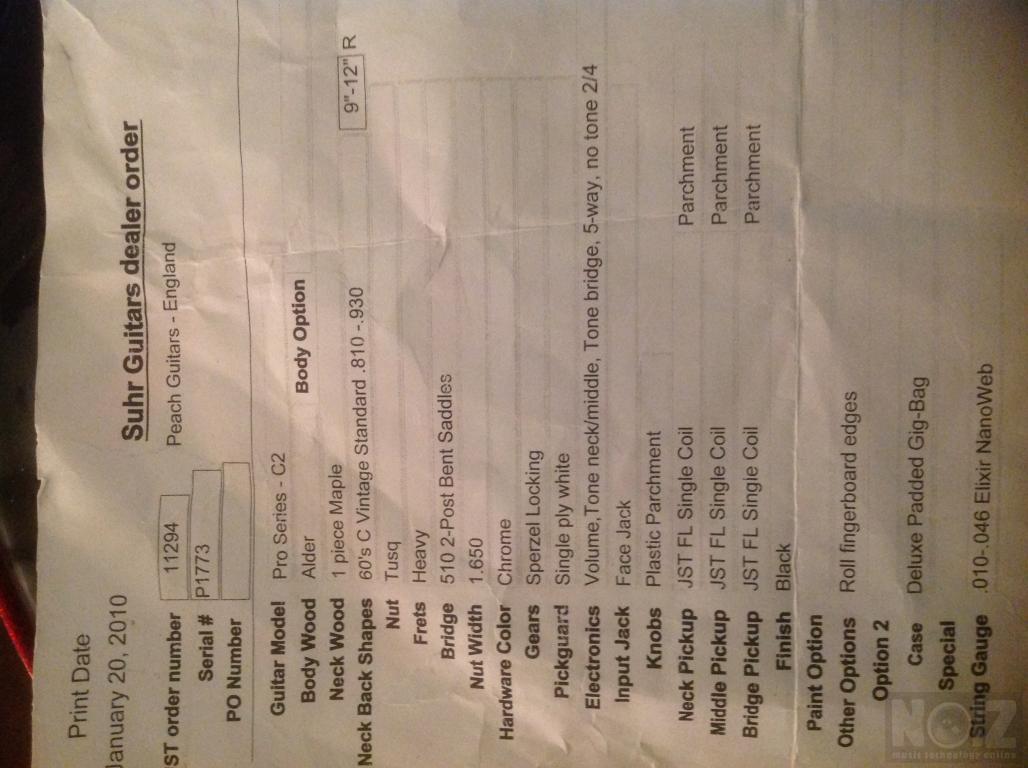 Print Date
January 20, 2010
Suhr Guitars dealer order
ST order number 11294 Peach Guitars - England
Serial # P1773
PO Number
Guitar Model Pro Series - C2
Body Wood Alder Body Option
Neck Wood 1 piece Maple
Neck Back Shapes 60's C Vintage Standard .810 -.930 9"-12" R
Nut Tusq
Frets Heavy
Bridge 510 2-Post Bent Saddles
Nut Width 1.650
Hardware Color Chrome
Gears Sperzel Locking
Pickguard Single ply white
Electronics Volume,Tone neck/middle, Tone bridge, 5-way, no tone 2/4
Input Jack Face Jack
Knobs Plastic Parchment
Neck Pickup JST FL Single Coil Parchment
Middle Pickup JST FL Single Coil Parchment
Bridge Pickup JST FL Single Coil Parchment
Finish Black
Paint Option
Other Options Roll fingerboard edges
Option 2
Case Deluxe Padded Gig-Bag
Special
String Gauge .010-.046 Elixir NanoWeb
NOIZ
music technology online